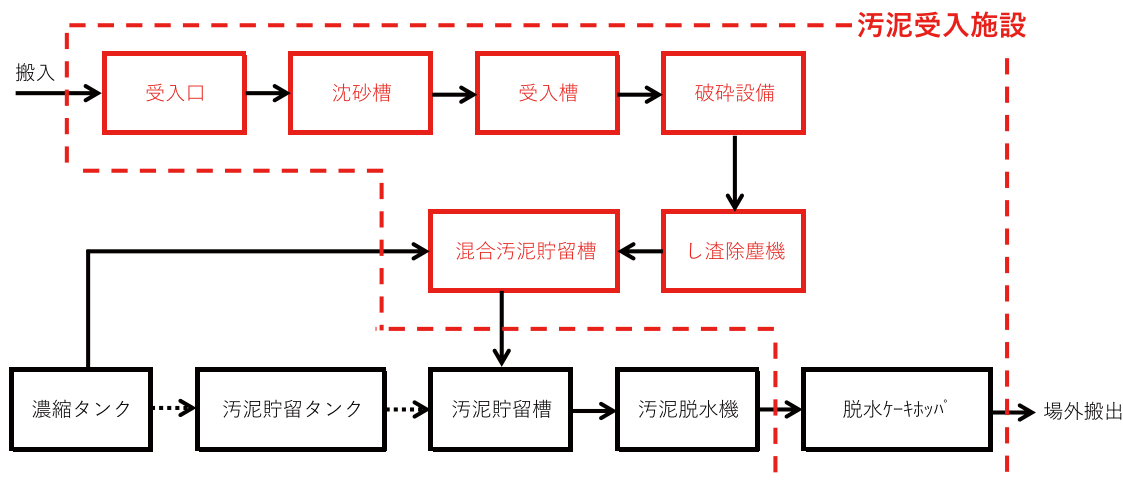 汚泥受入施設
搬入
受入口
沈砂槽
受入槽
破砕設備
混合汚泥貯留槽
し渣除塵機
濃縮タンク
汚泥貯留タンク
汚泥貯留槽
汚泥脱水機
脱水ｹｰｷﾎｯﾊﾟ
場外搬出